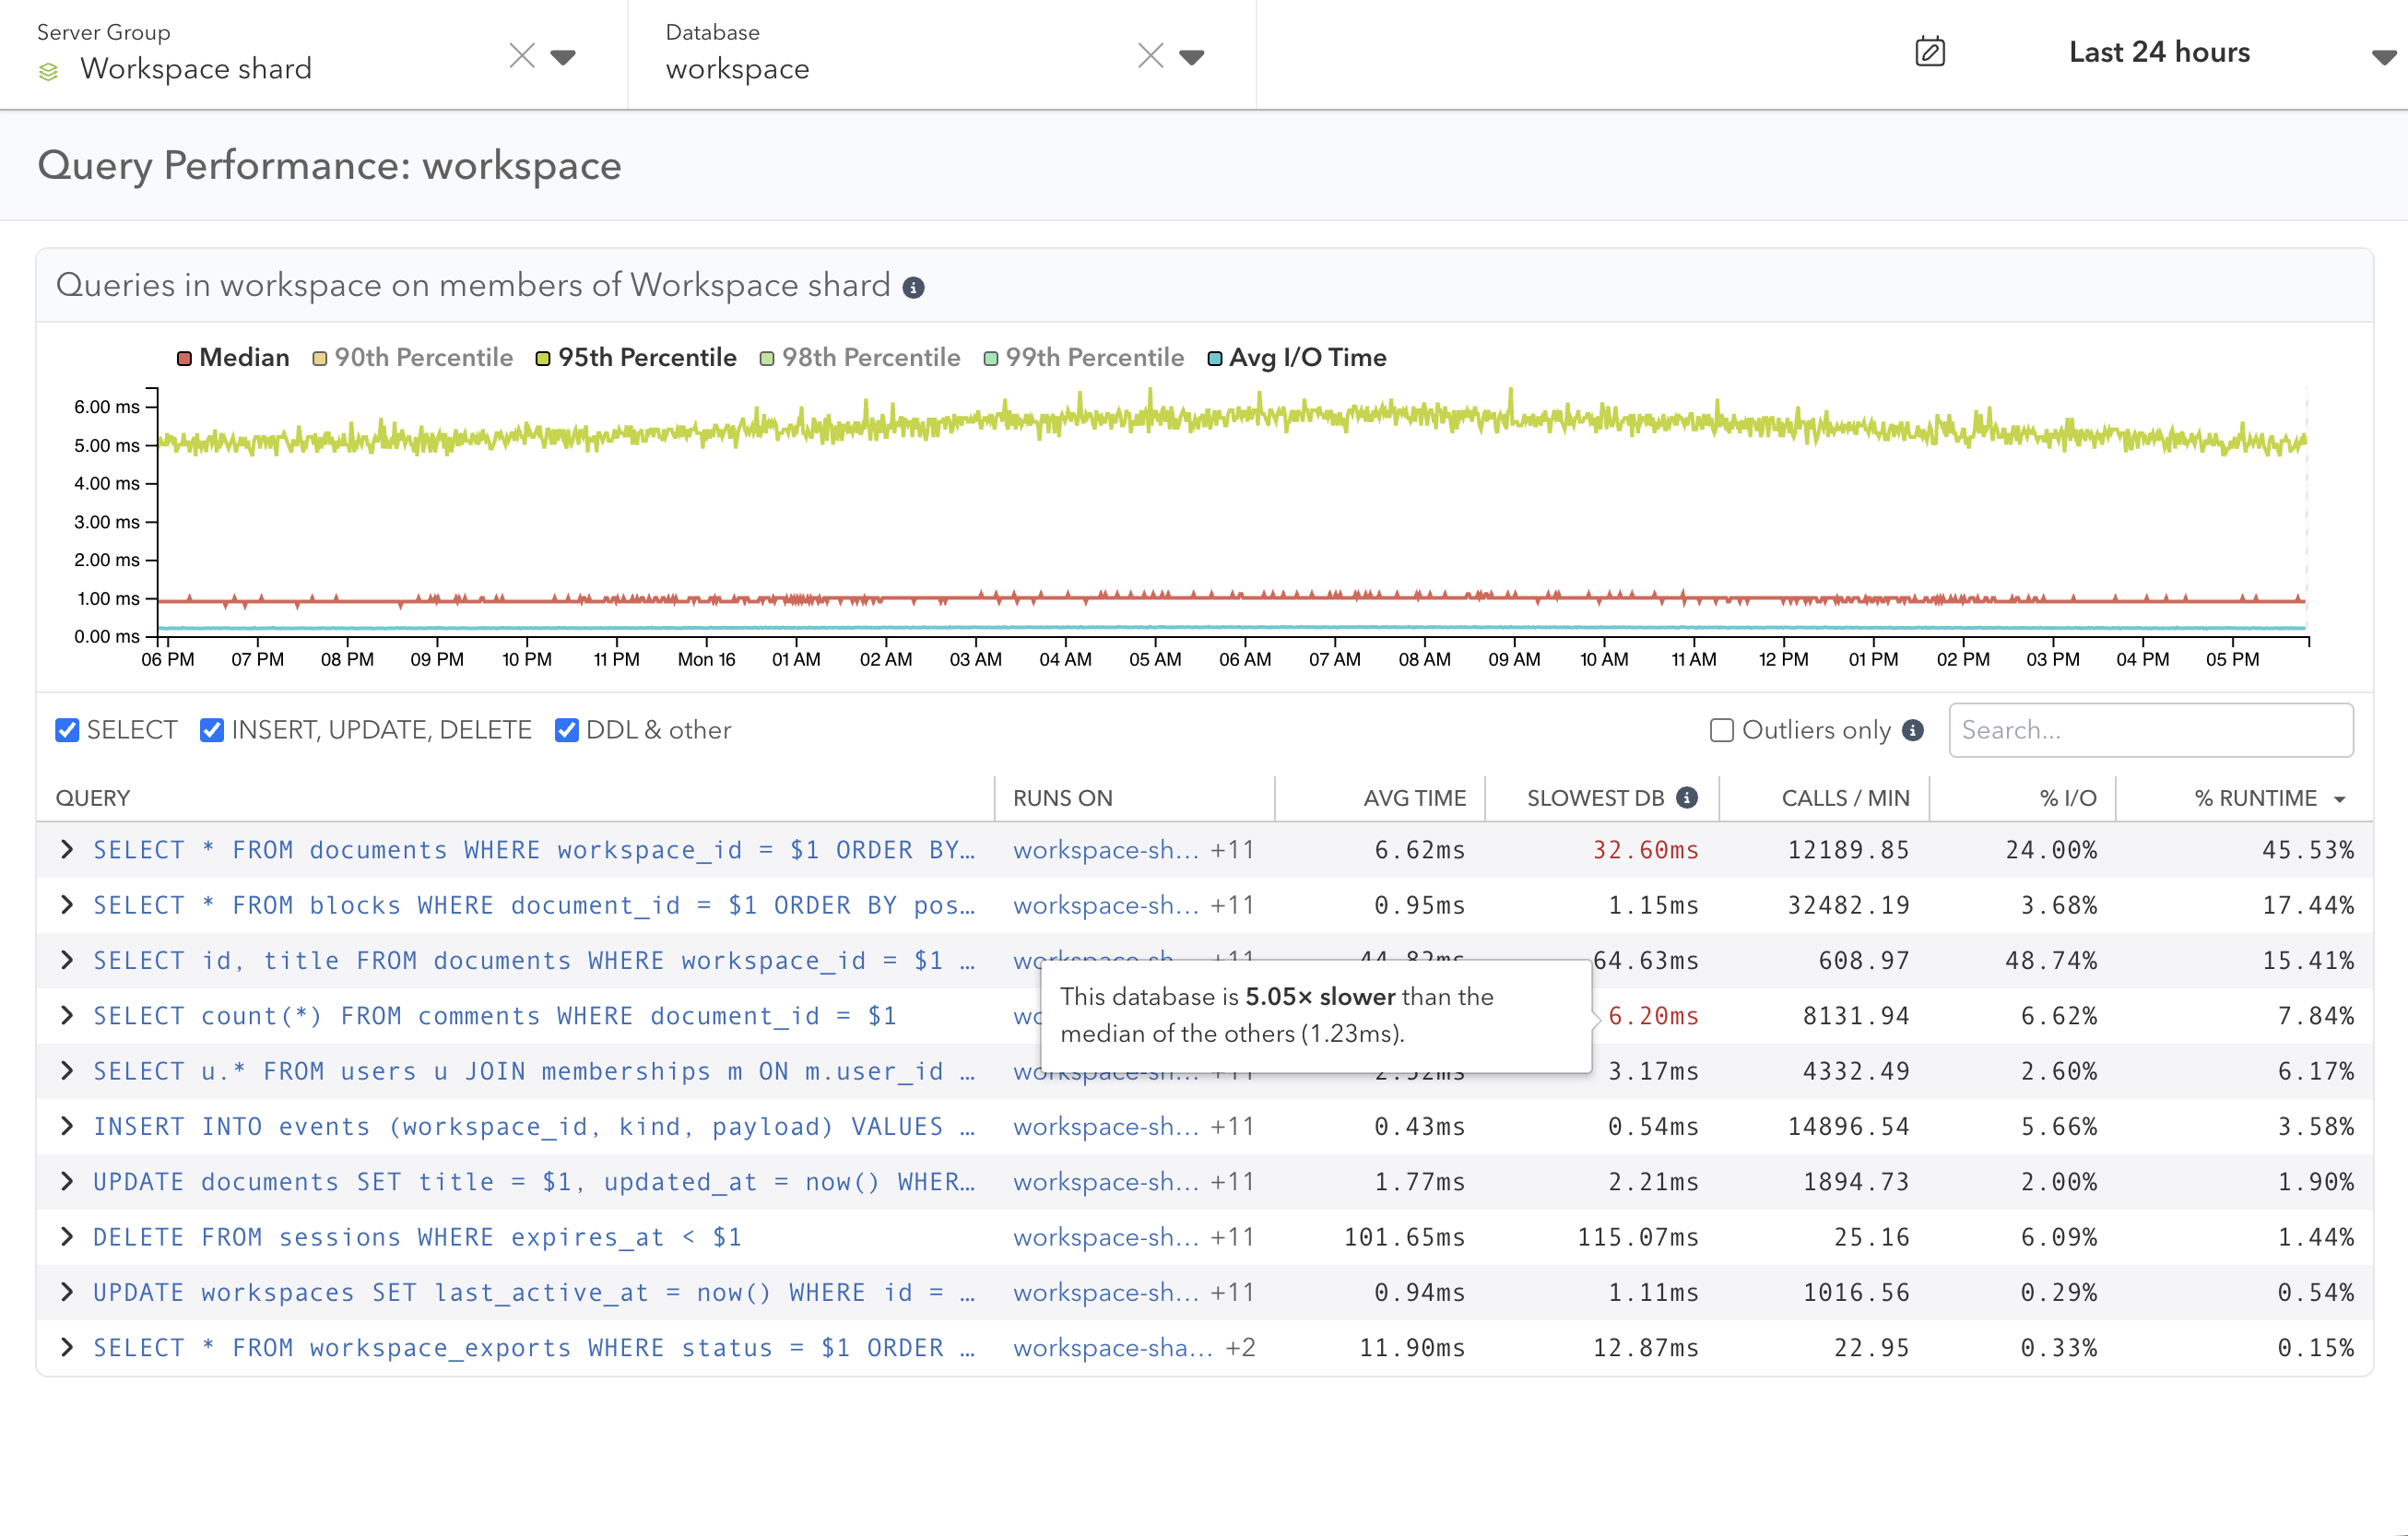 Server Group
Workspace shard
Database
workspace
Last 24 hours
Query Performance: workspace
Queries in workspace on members of Workspace shard
Median 90th Percentile 95th Percentile 98th Percentile 99th Percentile Avg I/O Time
6.00 ms
5.00 ms
4.00 ms
3.00 ms
2.00 ms
1.00 ms
0.00 ms
06 PM 07 PM 08 PM 09 PM 10 PM 11 PM Mon 16 01 AM 02 AM 03 AM 04 AM 05 AM 06 AM 07 AM 08 AM 09 AM 10 AM 11 AM 12 PM 01 PM 02 PM 03 PM 04 PM 05 PM
SELECT INSERT, UPDATE, DELETE DDL & other Outliers only Search...
QUERY RUNS ON AVG TIME SLOWEST DB CALLS / MIN % I/O % RUNTIME
SELECT * FROM documents WHERE workspace_id = $1 ORDER BY… workspace-sh… +11 6.62ms 32.60ms 12189.85 24.00% 45.53%
SELECT * FROM blocks WHERE document_id = $1 ORDER BY pos… workspace-sh… +11 0.95ms 1.15ms 32482.19 3.68% 17.44%
SELECT id, title FROM documents WHERE workspace_id = $1 … workspace-sh… +11 44.82ms 64.63ms 608.97 48.74% 15.41%
SELECT count(*) FROM comments WHERE document_id = $1 6.20ms 8131.94 6.62% 7.84%
This database is 5.05× slower than the
median of the others (1.23ms).
SELECT u.* FROM users u JOIN memberships m ON m.user_id … workspace-sh… +11 3.17ms 4332.49 2.60% 6.17%
INSERT INTO events (workspace_id, kind, payload) VALUES … workspace-sh… +11 0.43ms 0.54ms 14896.54 5.66% 3.58%
UPDATE documents SET title = $1, updated_at = now() WHER… workspace-sh… +11 1.77ms 2.21ms 1894.73 2.00% 1.90%
DELETE FROM sessions WHERE expires_at < $1 workspace-sh… +11 101.65ms 115.07ms 25.16 6.09% 1.44%
UPDATE workspaces SET last_active_at = now() WHERE id = … workspace-sh… +11 0.94ms 1.11ms 1016.56 0.29% 0.54%
SELECT * FROM workspace_exports WHERE status = $1 ORDER … workspace-sha… +2 11.90ms 12.87ms 22.95 0.33% 0.15%